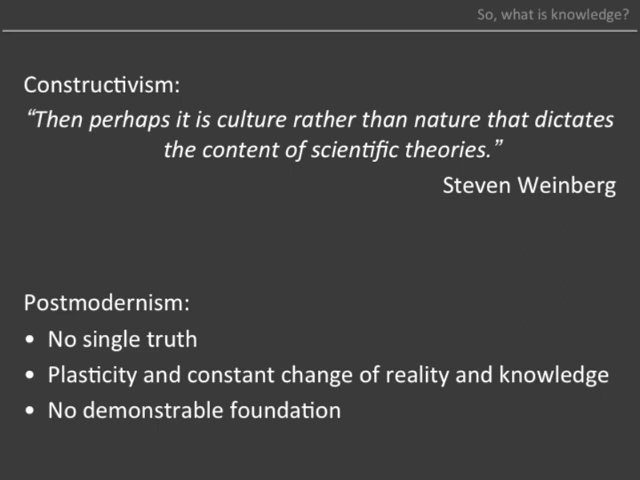 So, what is knowledge?
Constructivism:
“Then perhaps it is culture rather than nature that dictates
the content of scientific theories.”
Steven Weinberg
Postmodernism:
• No single truth
• Plasticity and constant change of reality and knowledge
• No demonstrable foundation